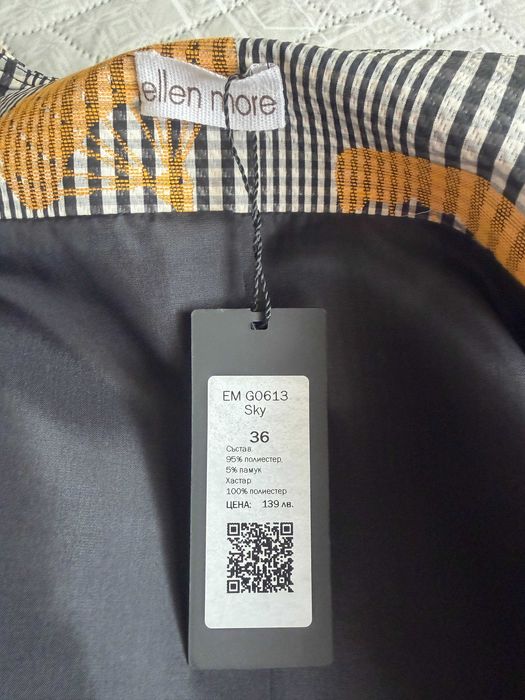 ellen more
EM G0613
Sky
36
Състав
95% полиестер,
5% памук
Хастар
100% полиестер
ЦЕНА: 139 лв.